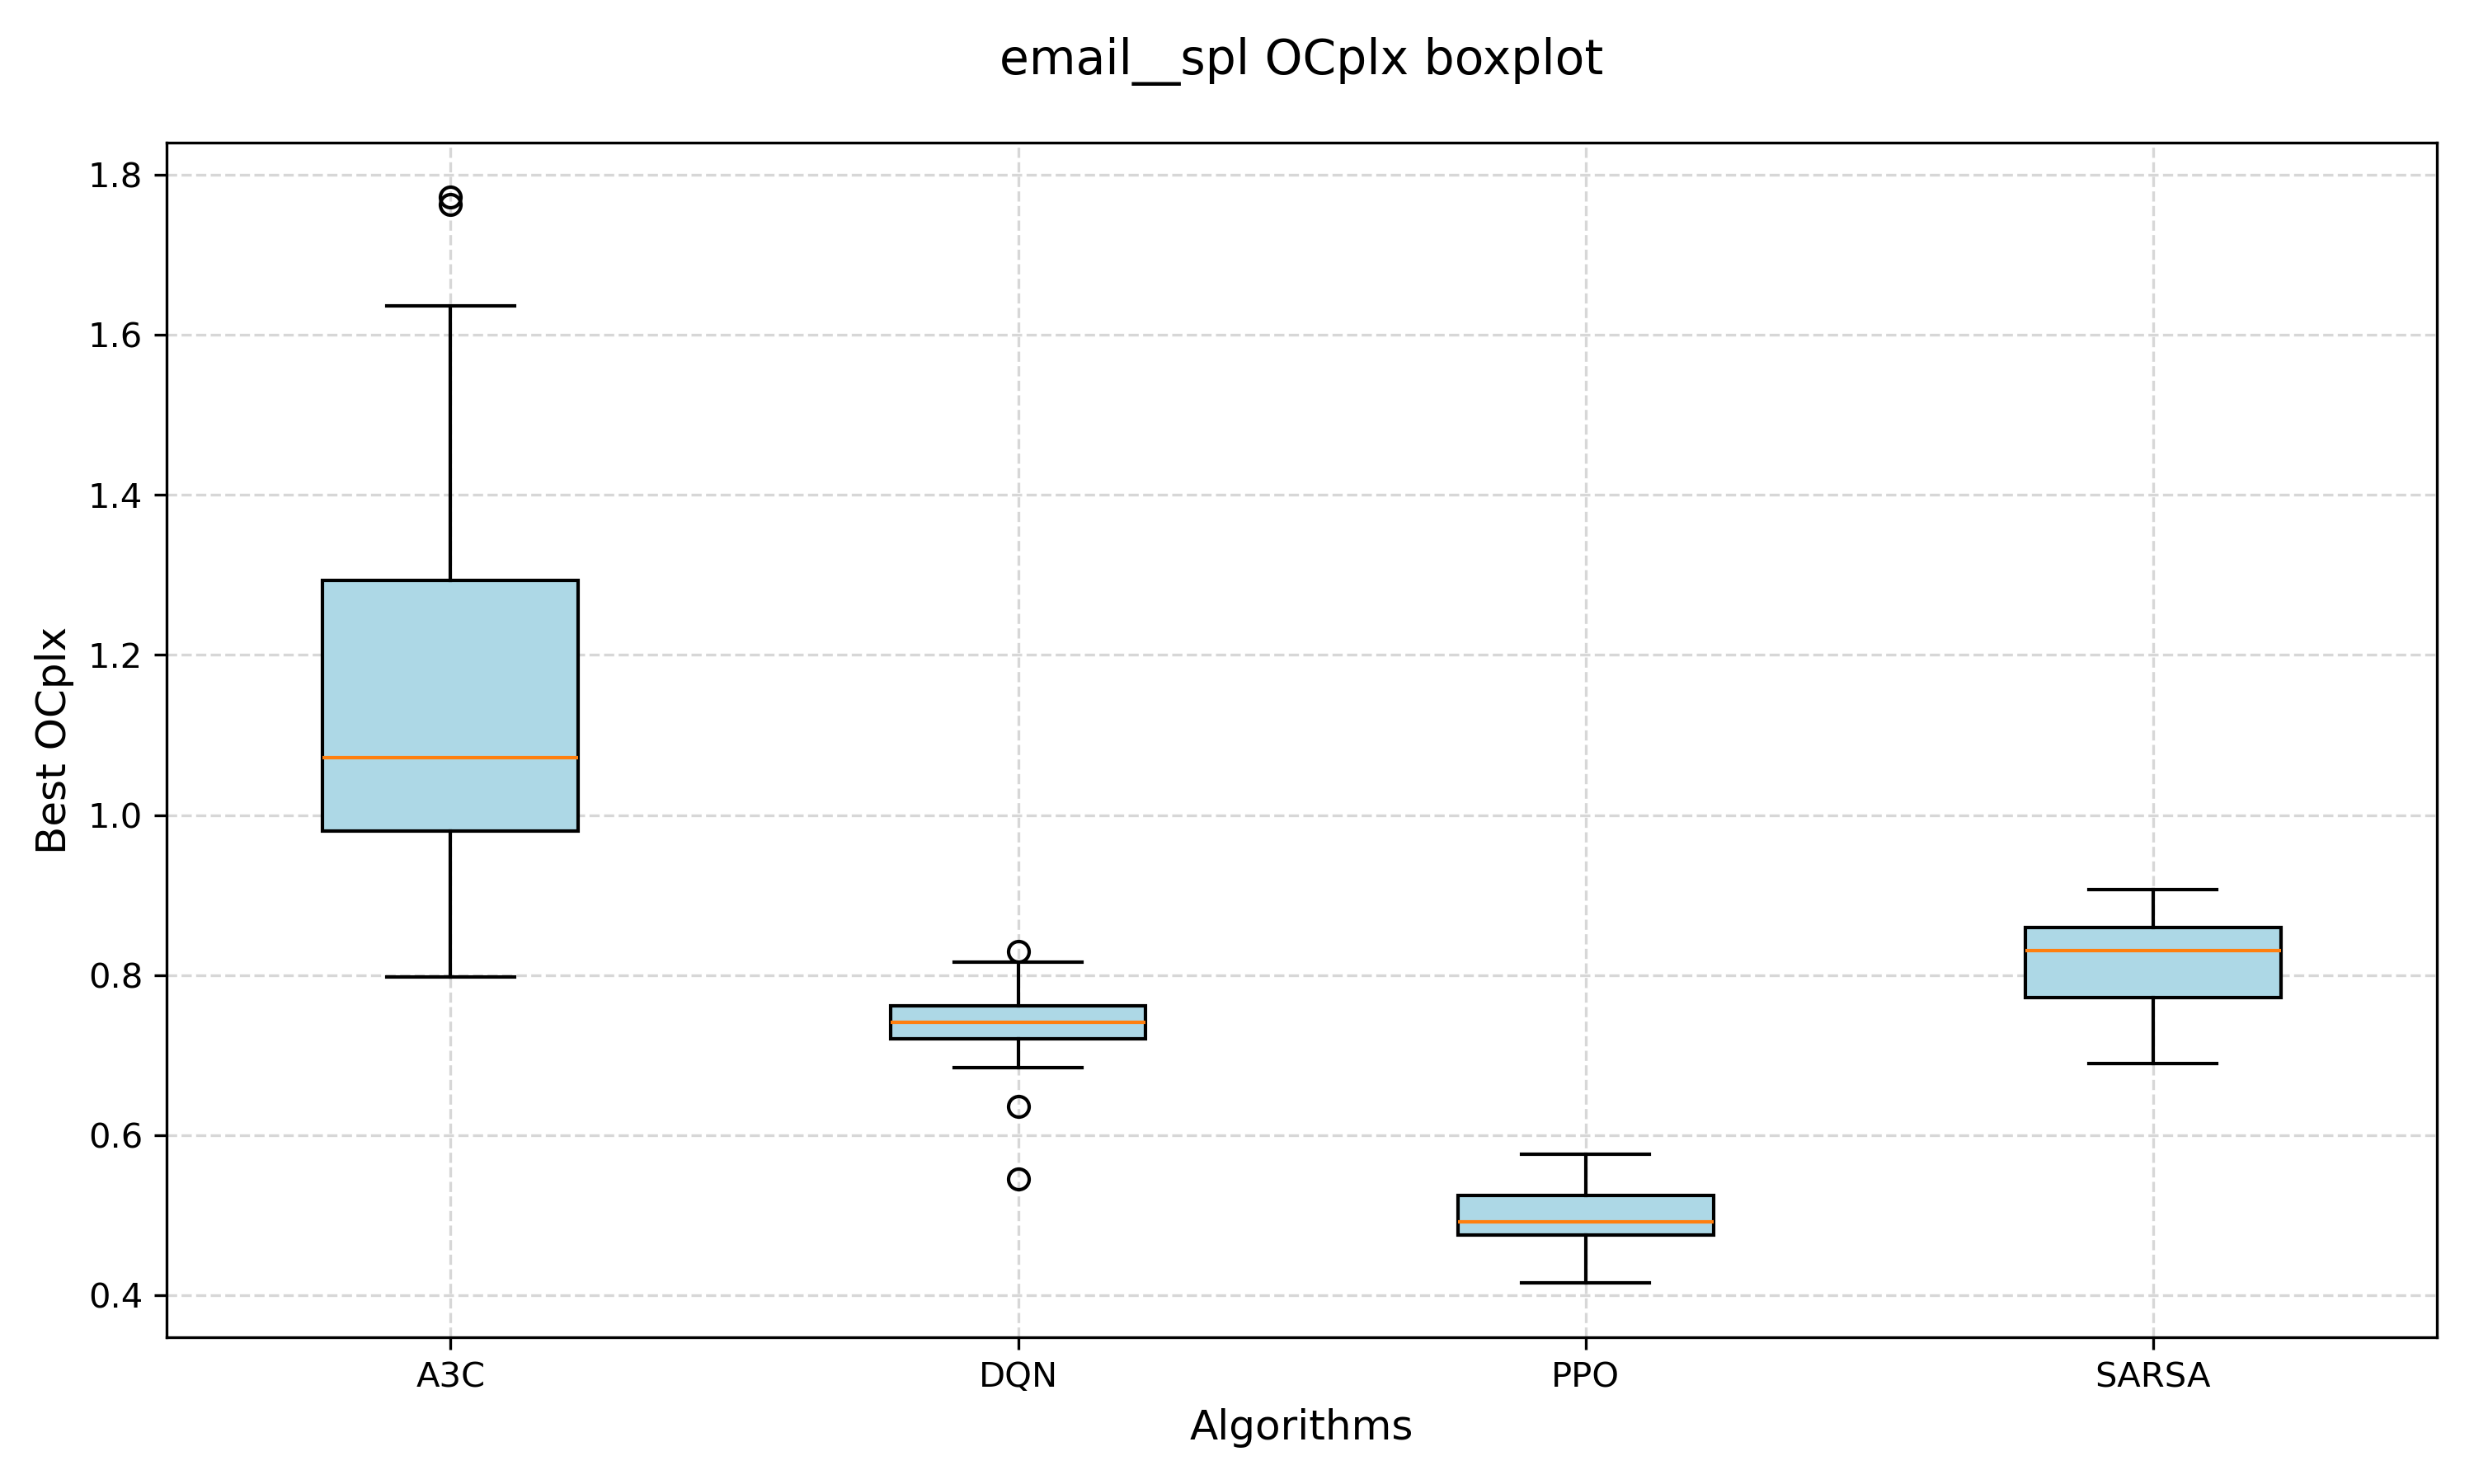 email__spl OCplx boxplot
Best OCplx
1.8
1.6
1.4
1.2
1.0
0.8
0.6
0.4
A3C
DQN
PPO
SARSA
Algorithms